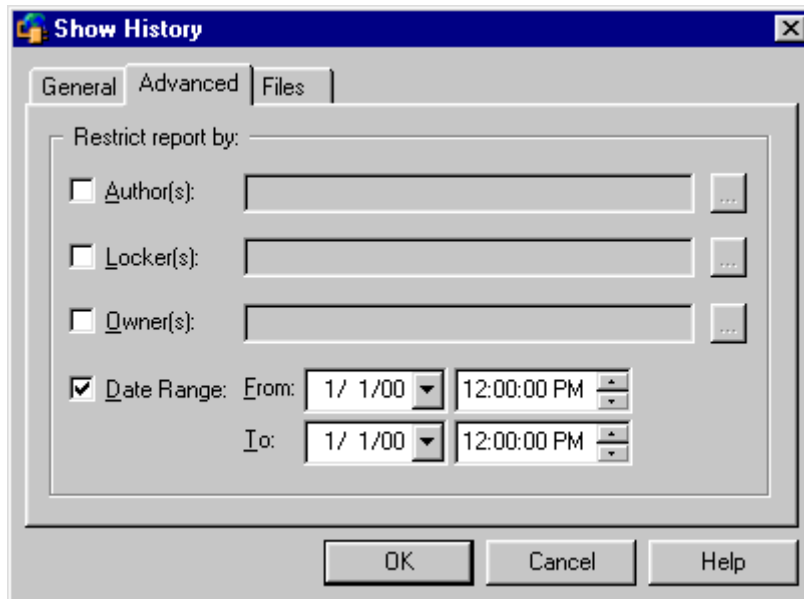 Show History
General Advanced Files
Restrict report by:
Author(s): ...
Locker(s): ...
Owner(s): ...
Date Range: From: 1/ 1/00 12:00:00 PM
To: 1/ 1/00 12:00:00 PM
OK Cancel Help